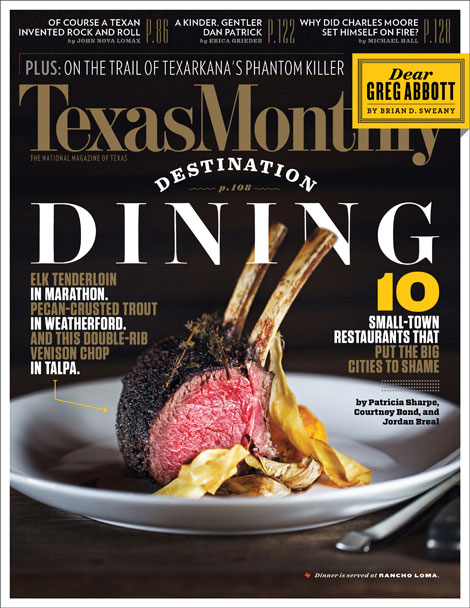 OF COURSE A TEXAN
INVENTED ROCK AND ROLL
by JOHN NOVA LOMAX
P.86
A KINDER, GENTLER
DAN PATRICK
by ERICA GRIEDER
P.122
WHY DID CHARLES MOORE
SET HIMSELF ON FIRE?
by MICHAEL HALL
P.128
PLUS: ON THE TRAIL OF TEXARKANA'S PHANTOM KILLER
Dear
GREG ABBOTT
BY BRIAN D. SWEANY
TexasMonthly
THE NATIONAL MAGAZINE OF TEXAS
DESTINATION
p.108
DINING
ELK TENDERLOIN
IN MARATHON.
PECAN-CRUSTED TROUT
IN WEATHERFORD.
AND THIS DOUBLE-RIB
VENISON CHOP
IN TALPA.
10
SMALL-TOWN
RESTAURANTS THAT
PUT THE BIG
CITIES TO SHAME
by Patricia Sharpe,
Courtney Bond, and
Jordan Breal
Dinner is served at RANCHO LOMA.